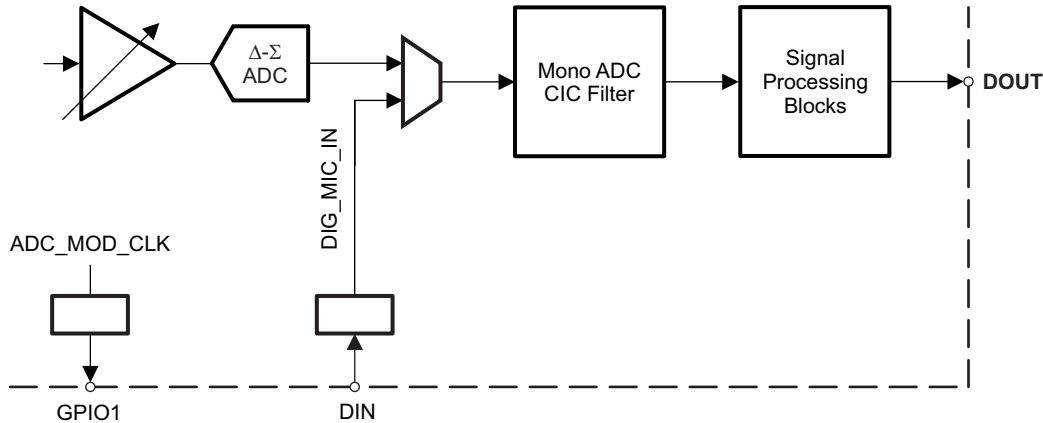 Δ-Σ
ADC
Mono ADC
CIC Filter
Signal
Processing
Blocks
DOUT
DIG_MIC_IN
ADC_MOD_CLK
GPIO1
DIN